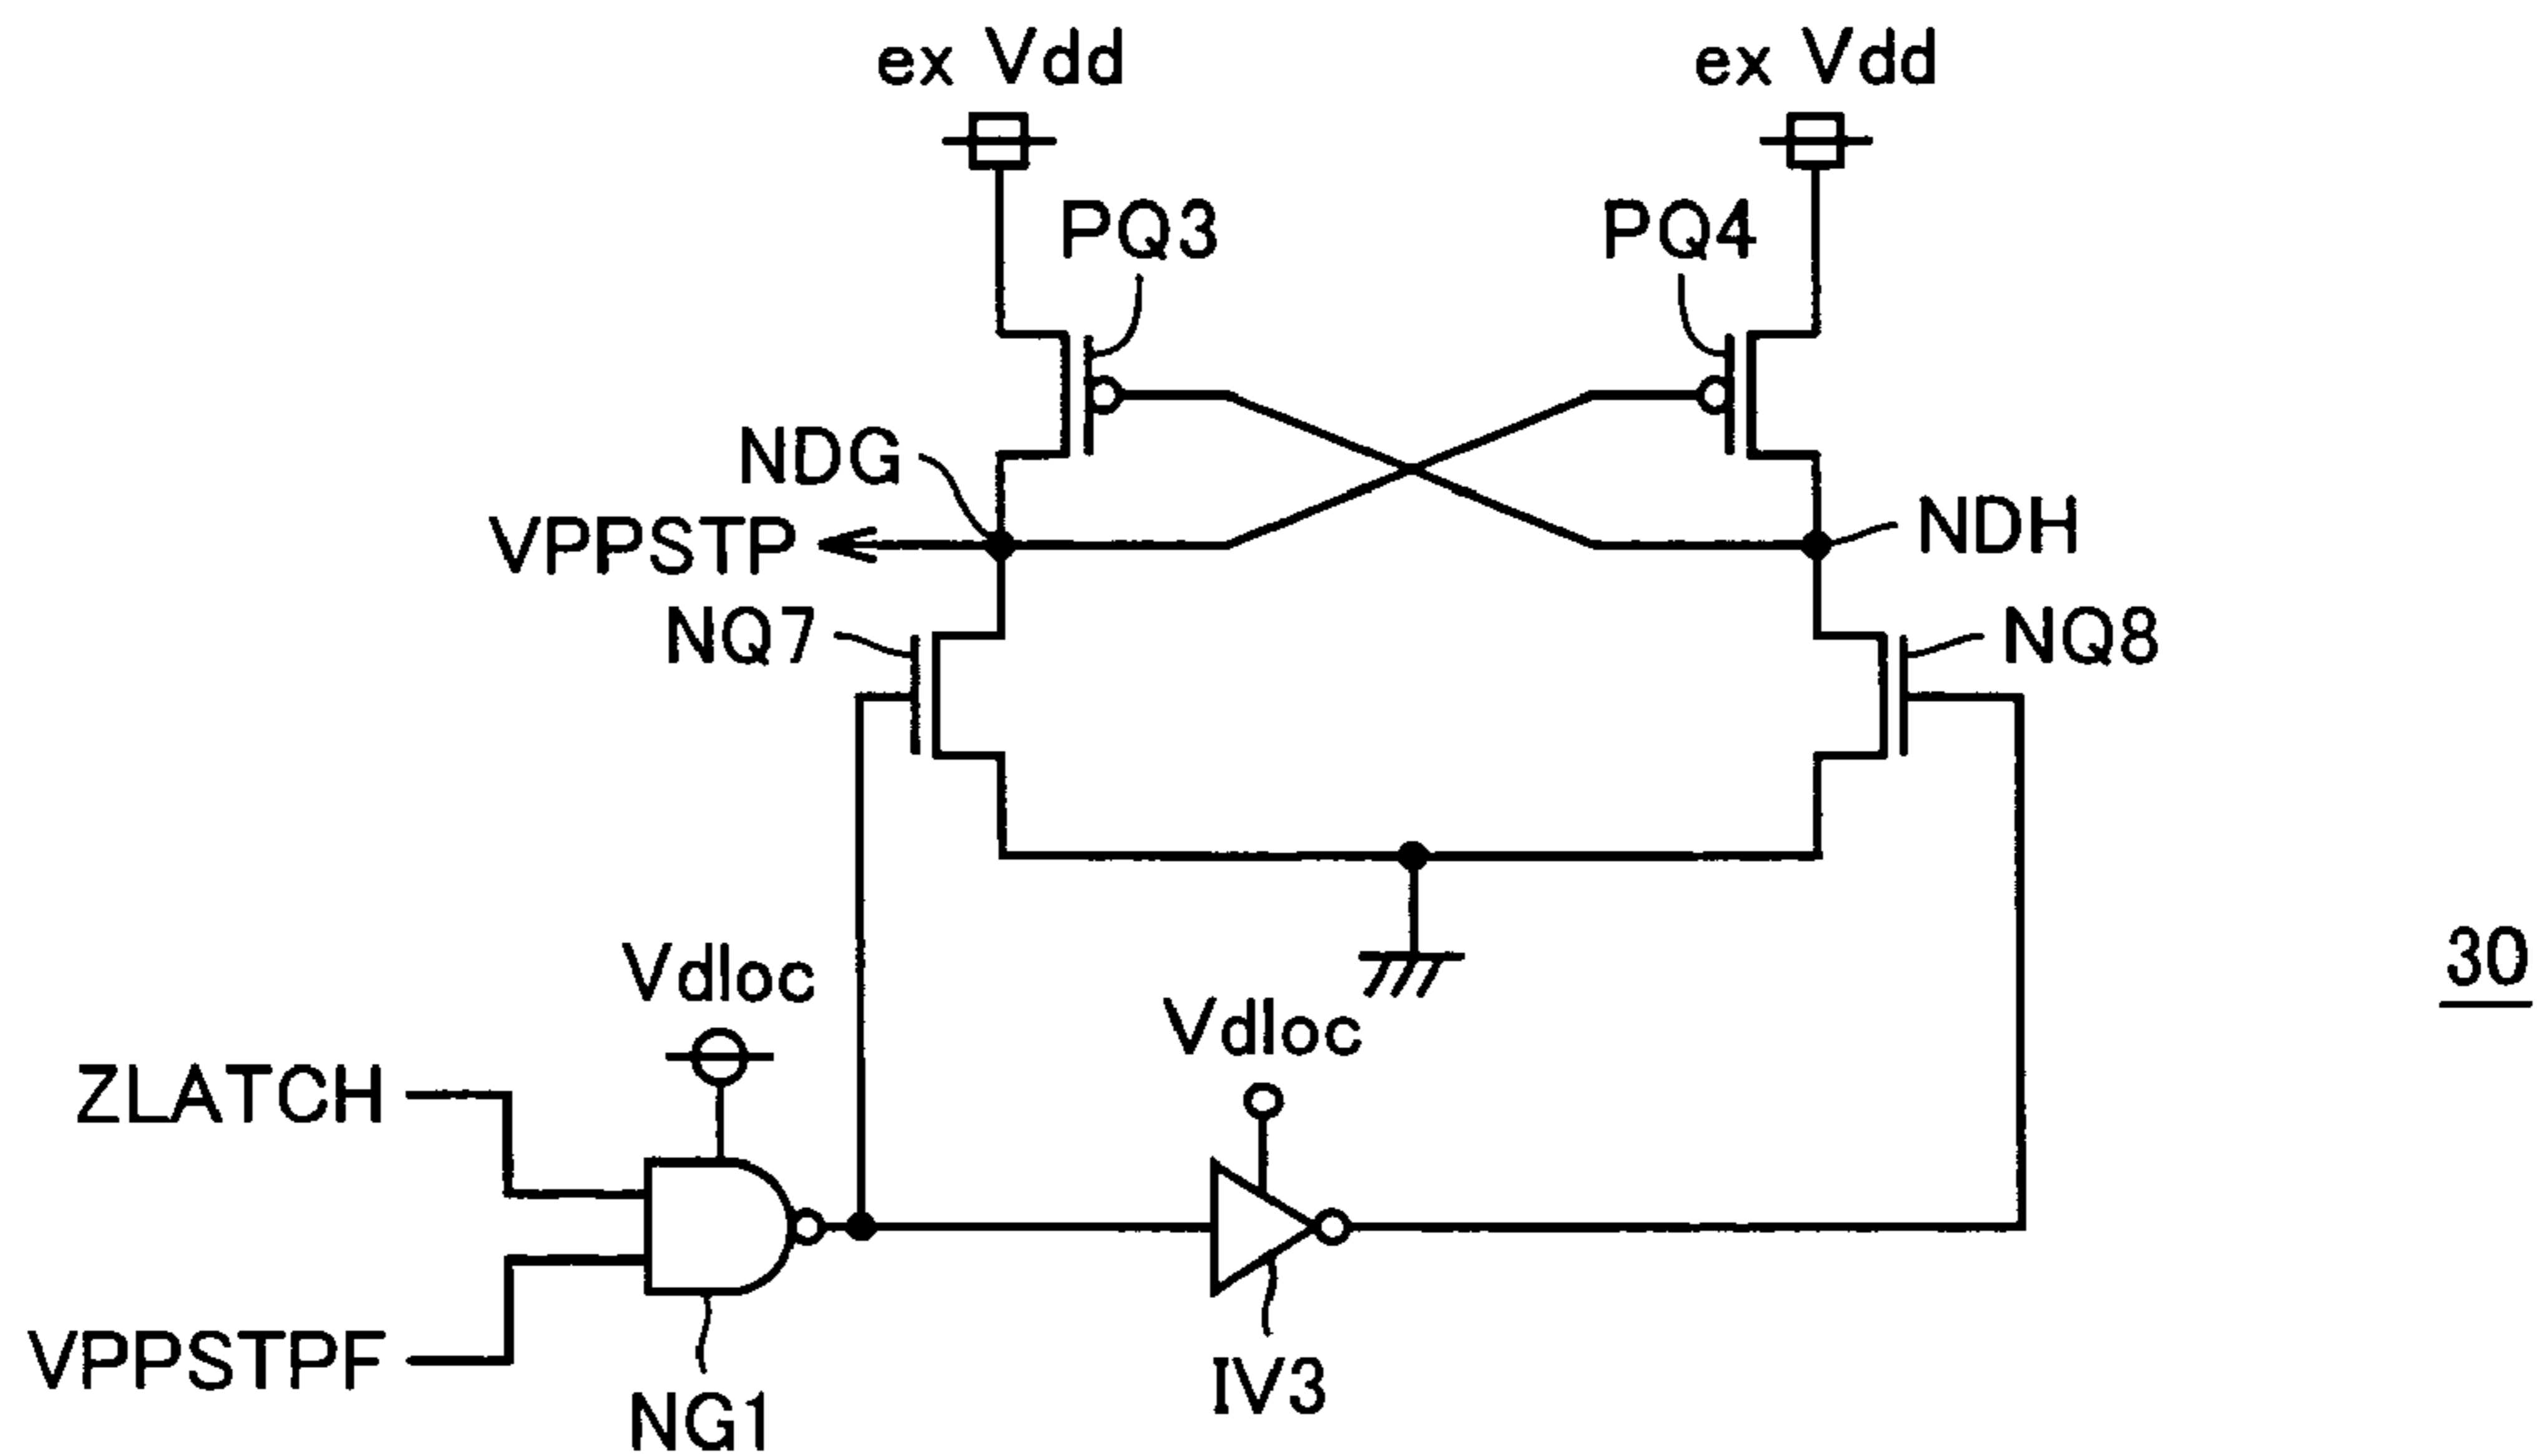 ex Vdd
ex Vdd
PQ3
PQ4
NDG
NDH
VPPSTP
NQ7
NQ8
30
Vdloc
Vdloc
ZLATCH
VPPSTPF
IV3
NG1